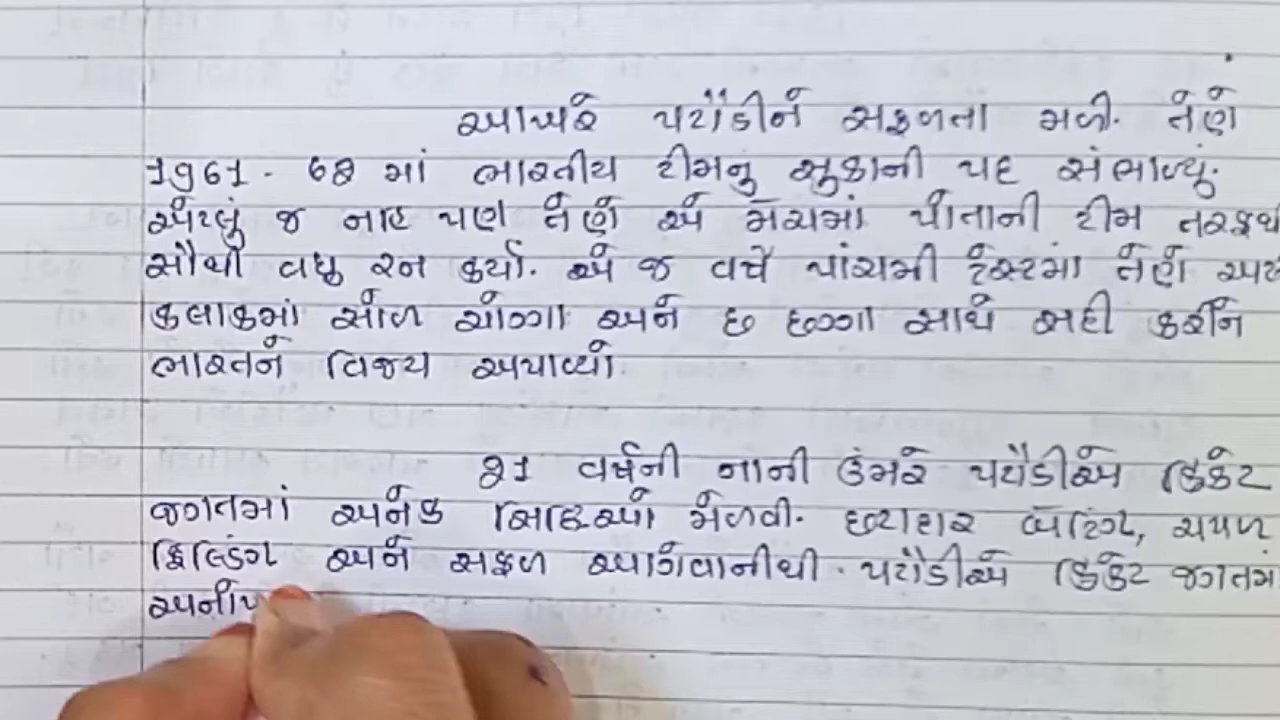 આખરે પટૌડીને સફળતા મળી. તેણે
1961-62 માં ભારતીય ટીમનુ સુકાની પદ સંભાળ્યું.
એટલું જ નહિ પણ તેણે એ મેચમાં પોતાની ટીમ તરફથી
સૌથી વધુ રન કર્યા. એ જ વર્ષે પાંચમી ટેસ્ટમાં તેણે
કલાકમાં સોળ ચોગ્ગા અને છ છગ્ગા સાથે સદી કરીને
ભારતને વિજય અપાવ્યો.
21 વર્ષની નાની ઉંમરે પટૌડીએ ક્રિકેટ
જગતમાં અનેક સિદ્ધિઓ મેળવી. છટાદાર બૅટિંગ, ચપળ
ફિલ્ડિંગ અને સફળ આગેવાનીથી પટૌડીએ ક્રિકેટ જગતમાં